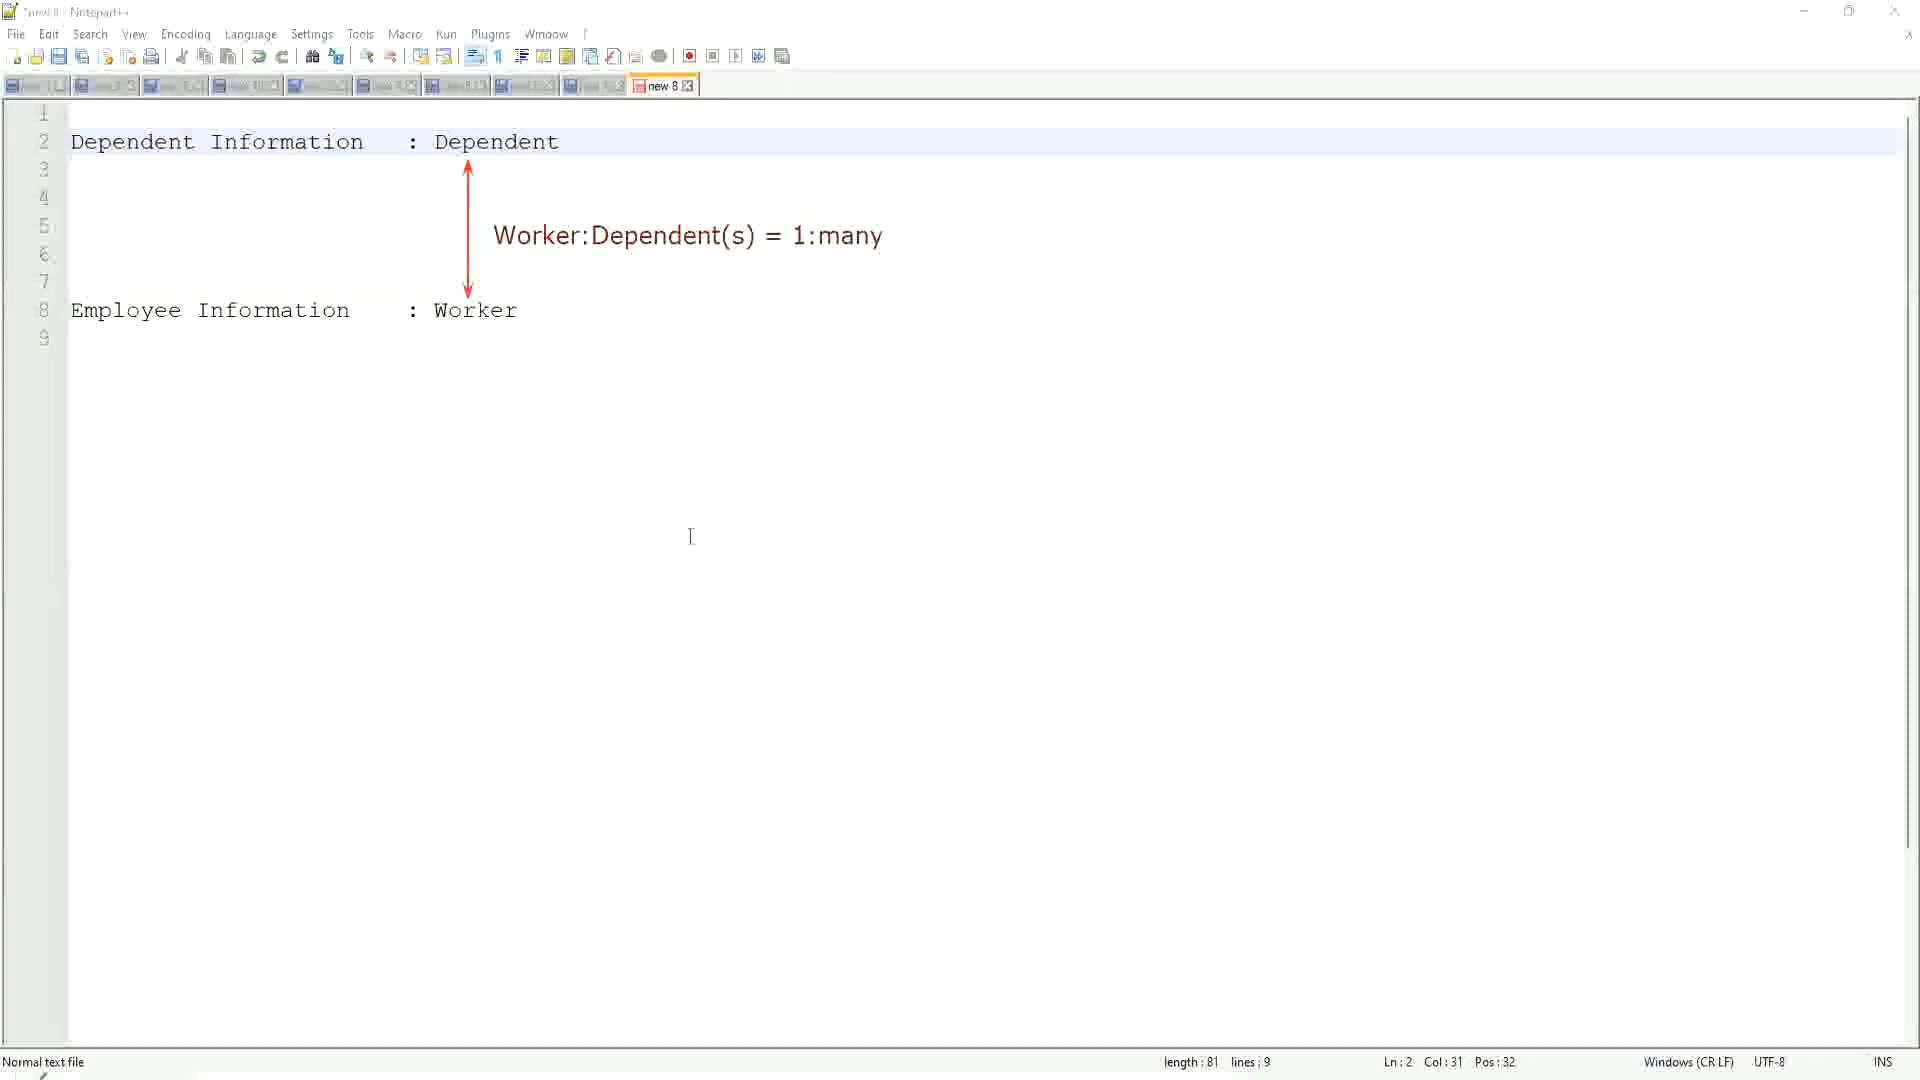 *new 8 - Notepad++
File Edit Search View Encoding Language Settings Tools Macro Run Plugins Window
new 8
1
2 Dependent Information : Dependent
3
4
5 Worker:Dependent(s) = 1:many
6
7
8 Employee Information : Worker
9
Normal text file length : 81 lines : 9 Ln : 2 Col : 31 Pos : 32 Windows (CR LF) UTF-8 INS